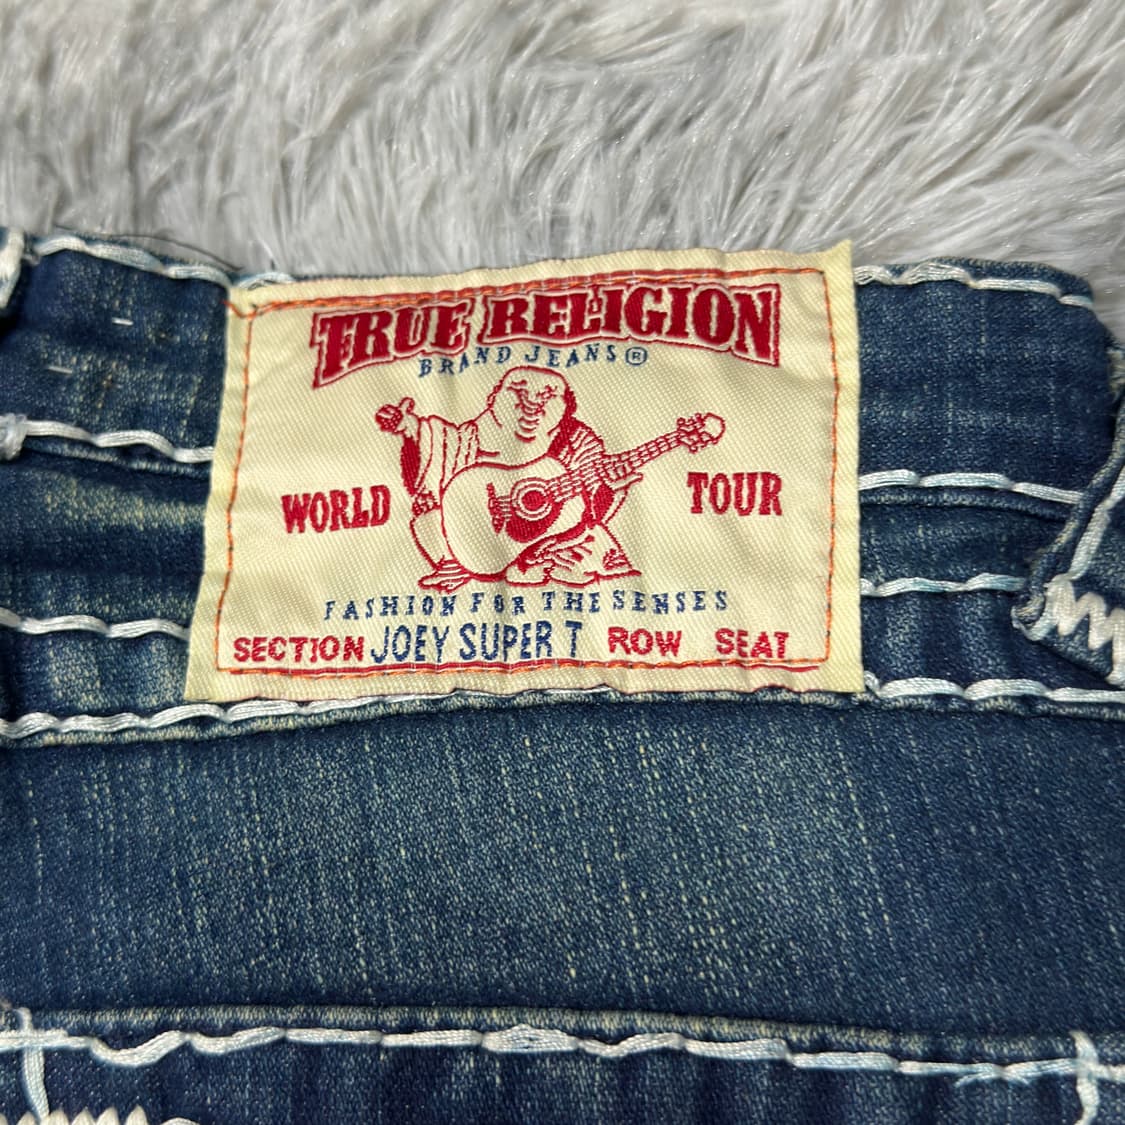 TRUE RELIGION
BRAND JEANS®
WORLD TOUR
FASHION FOR THE SENSES
SECTION JOEY SUPER T ROW SEAT